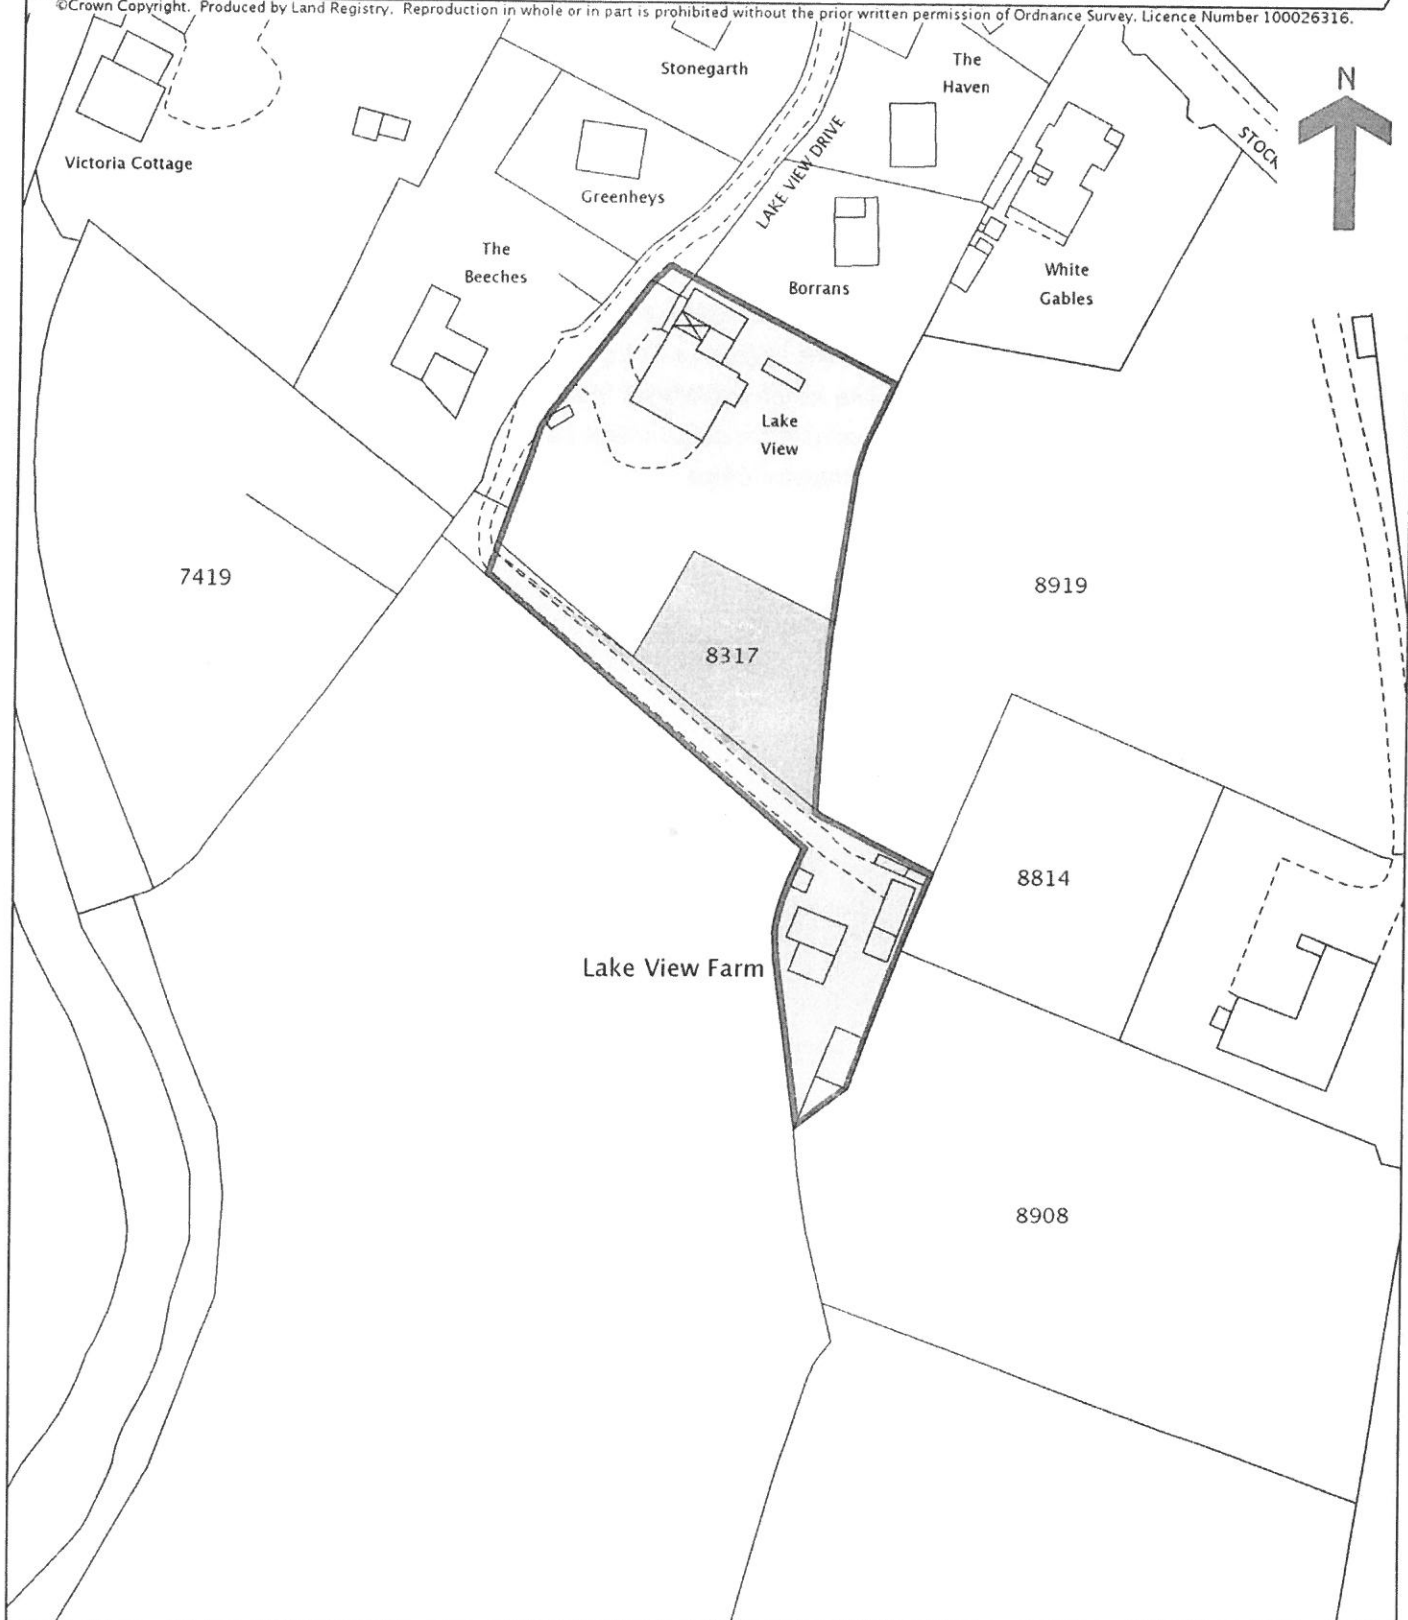 ©Crown Copyright. Produced by Land Registry. Reproduction in whole or in part is prohibited without the prior written permission of Ordnance Survey. Licence Number 100026316.
Stonegarth
The
Haven
N
Victoria Cottage
Greenheys
LAKE VIEW DRIVE
STOCK
The
Beeches
Borrans
White
Gables
Lake
View
7419
8919
8317
8814
Lake View Farm
8908